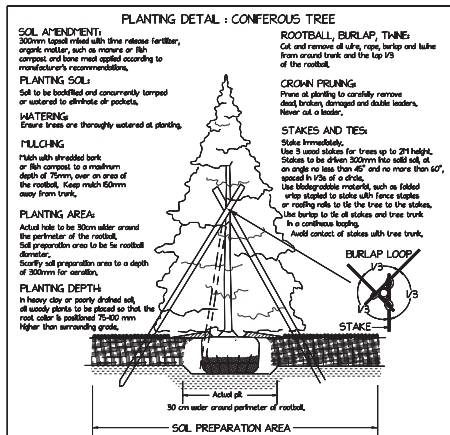 PLANTING DETAIL : CONIFEROUS TREE
SOIL AMENDMENT:
300mm topsoil mixed with time release fertilizer,
organic matter, such as manure or fish
compost and bone meal applied according to
manufacturer's recommendations.
PLANTING SOIL:
Soil to be backfilled and concurrently tamped
or watered to eliminate air pockets.
WATERING:
Ensure trees are thoroughly watered at planting.
MULCHING
Mulch with shredded bark
or fish compost to a maximum
depth of 75mm, over an area of
the rootball. Keep mulch 150mm
away from trunk.
PLANTING AREA:
Actual hole to be 30cm wider around
the perimeter of the rootball.
Soil preparation area to be 5x rootball
diameter.
Scarify soil preparation area to a depth
of 300mm for aeration.
PLANTING DEPTH:
In heavy clay or poorly drained soil,
all woody plants to be placed so that the
root collar is positioned 75-100 mm
higher than surrounding grade.
ROOTBALL, BURLAP, TWINE:
Cut and remove all wire, rope, burlap and twine
from around trunk and the top 1/3
of the rootball.
CROWN PRUNING:
Prune at planting to carefully remove
dead, broken, damaged and double leaders.
Never cut a leader.
STAKES AND TIES:
Stake immediately.
Use 3 wood stakes for trees up to 2M height.
Stakes to be driven 300mm into solid soil, at
an angle no less than 45° and no more than 60°,
spaced in 1/3s of a circle.
Use biodegradable material, such as folded
burlap stapled to stake with fence staples
or roofing nails to tie the tree to the stakes.
Use burlap to tie all stakes and tree trunk
in a continuous looping.
Avoid contact of stakes with tree trunk.
BURLAP LOOP
1/3
1/3
1/3
STAKE
Actual pit
30 cm wider around perimeter of rootball.
SOIL PREPARATION AREA